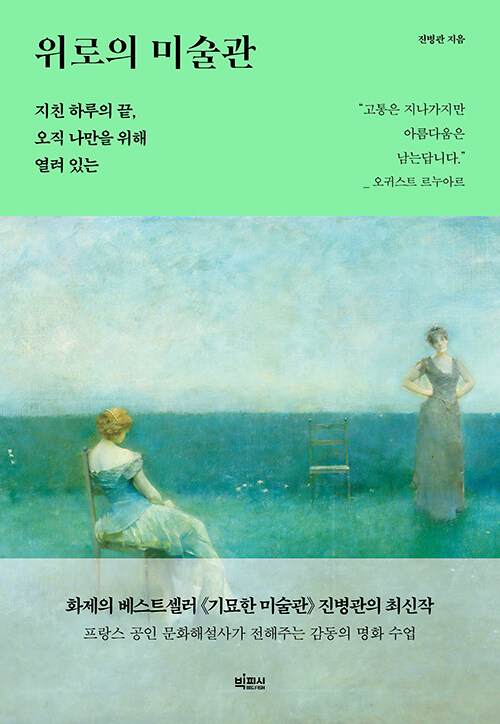 위로의 미술관
진병관 지음
지친 하루의 끝,
오직 나만을 위해
열려 있는
“고통은 지나가지만
아름다움은
남는답니다.”
_ 오귀스트 르누아르
화제의 베스트셀러 《기묘한 미술관》 진병관의 최신작
프랑스 공인 문화해설사가 전해주는 감동의 명화 수업
빅피시
BIG FISH